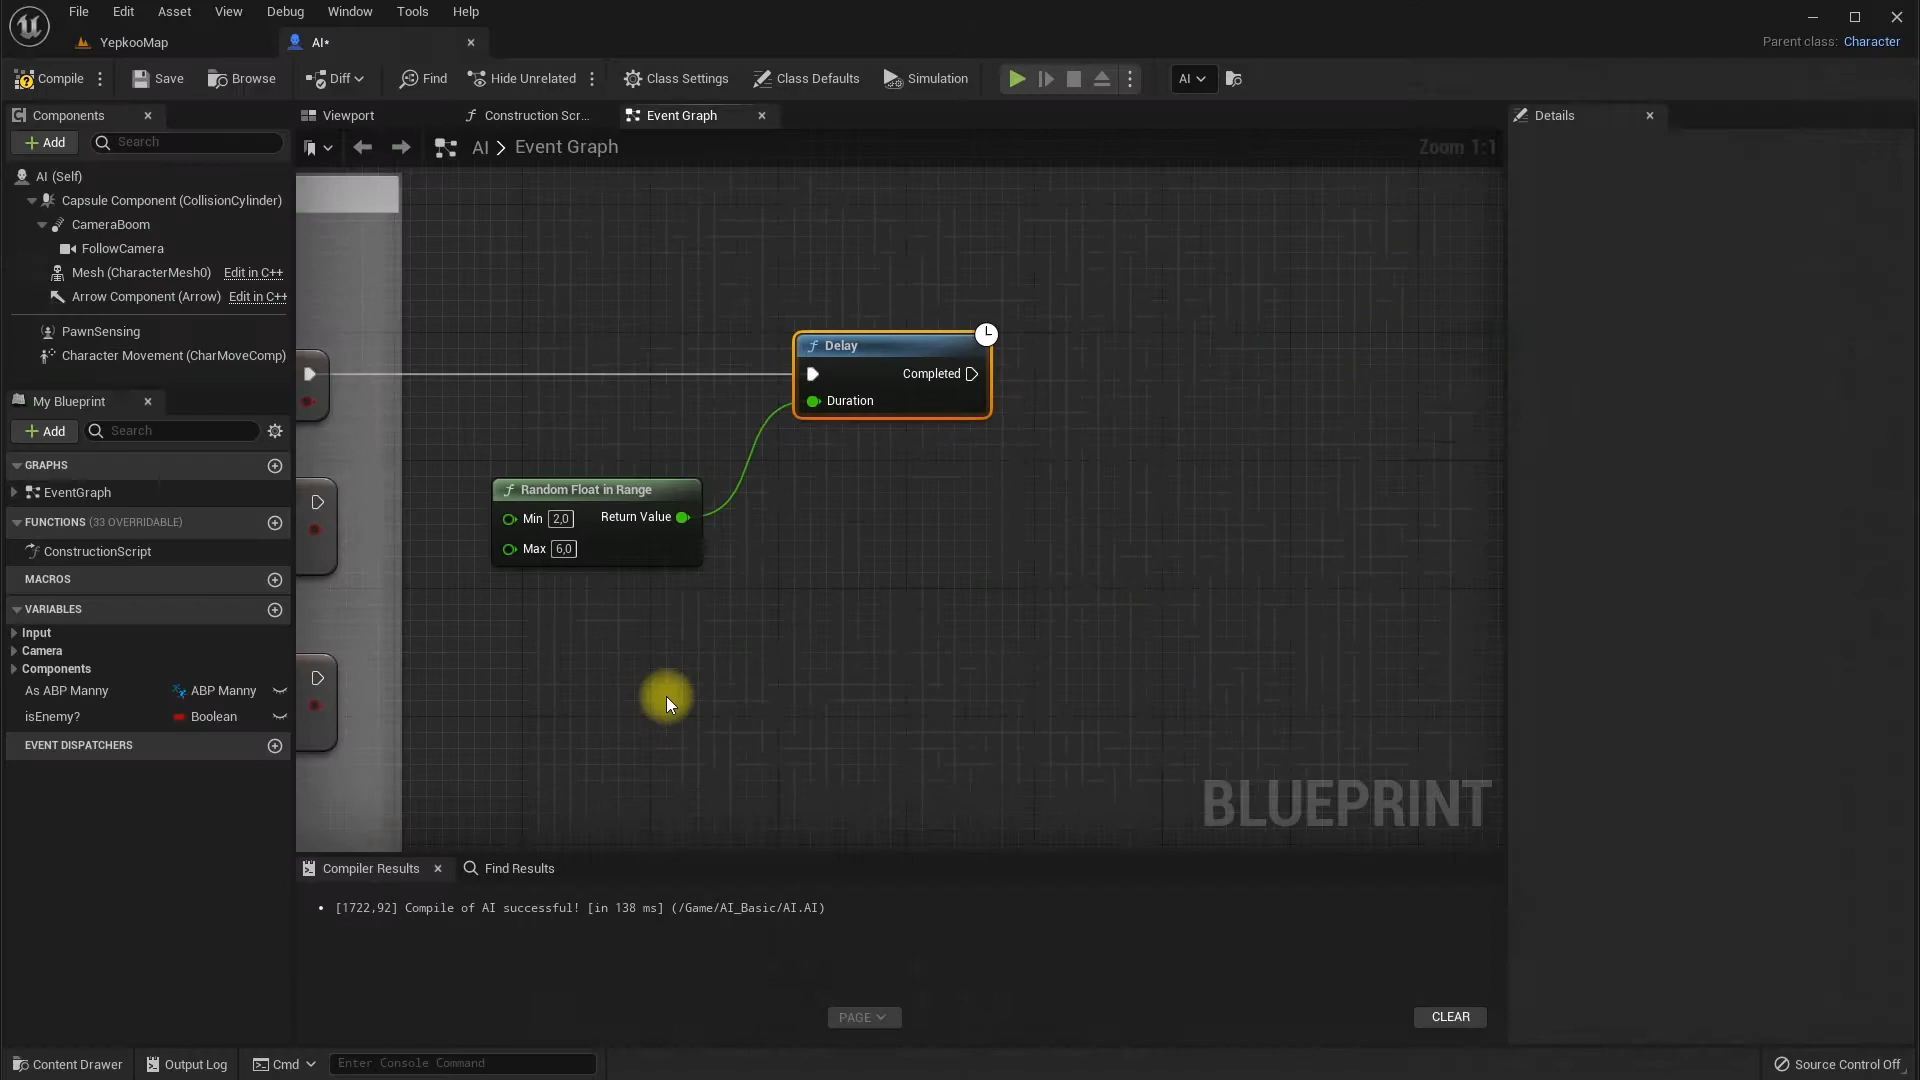 File Edit Asset View Debug Window Tools Help
YepkooMap
AI*
Parent class: Character
Compile Save Browse Diff Find Hide Unrelated Class Settings Class Defaults Simulation AI
Components
Viewport Construction Scr... Event Graph
Details
Add Search
AI > Event Graph
Zoom 1:1
AI (Self)
Capsule Component (CollisionCylinder)
CameraBoom
FollowCamera
Mesh (CharacterMesh0) Edit in C++
Arrow Component (Arrow) Edit in C++
PawnSensing
Character Movement (CharMoveComp)
My Blueprint
Add Search
GRAPHS
EventGraph
FUNCTIONS (33 OVERRIDABLE)
ConstructionScript
MACROS
VARIABLES
Input
Camera
Components
As ABP Manny ABP Manny
isEnemy? Boolean
EVENT DISPATCHERS
Delay
Completed
Duration
Random Float in Range
Min 2,0 Return Value
Max 6,0
BLUEPRINT
Compiler Results Find Results
• [1722,92] Compile of AI successful! [in 138 ms] (/Game/AI_Basic/AI.AI)
PAGE
CLEAR
Content Drawer Output Log Cmd Enter Console Command
Source Control Off